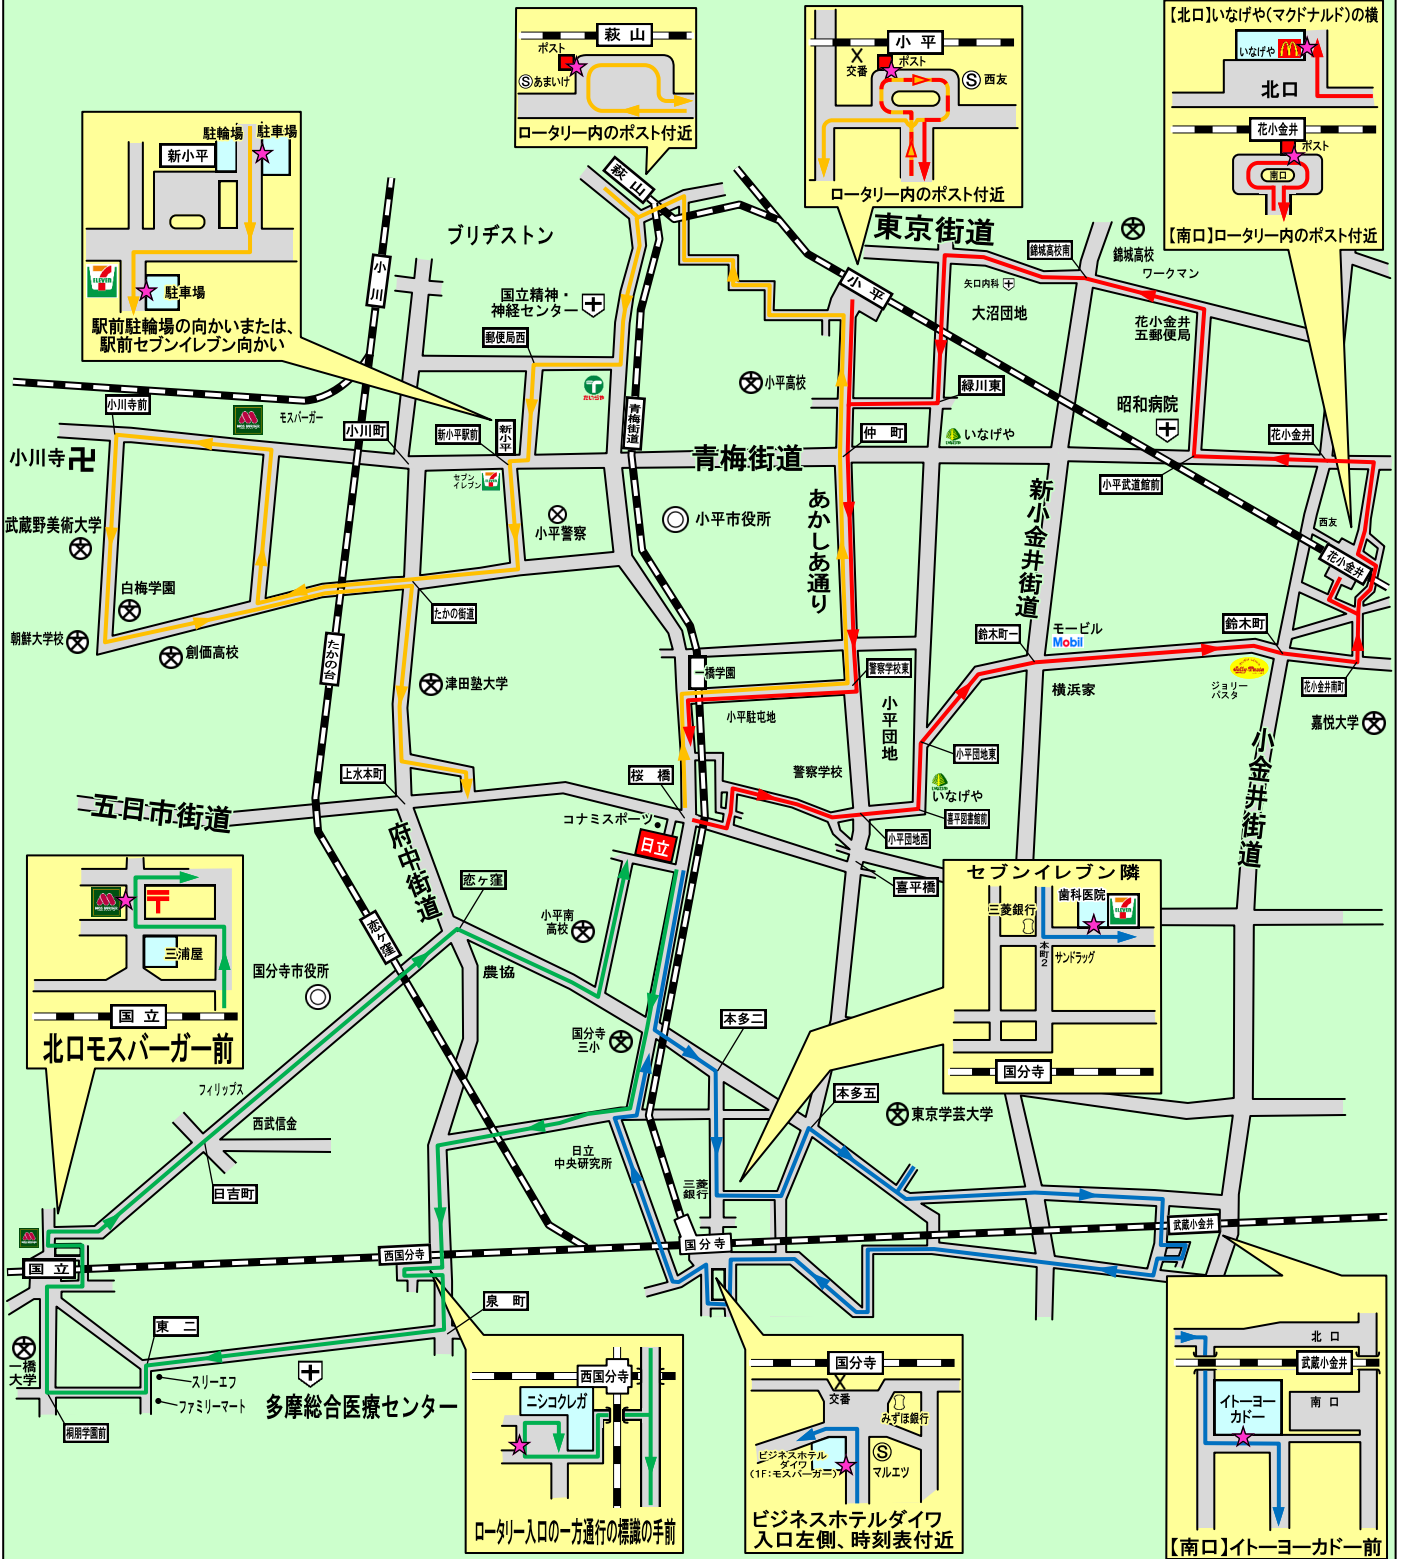 【北口】いなげや(マクドナルド)の横
いなげや
北口
花小金井
ポスト
南口
【南口】ロータリー内のポスト付近
萩 山
ポスト
Ⓢあまいけ
ロータリー内のポスト付近
小 平
交番
ポスト
Ⓢ 西友
ロータリー内のポスト付近
駐輪場
駐車場
新小平
駐車場
駅前駐輪場の向かいまたは、
駅前セブンイレブン向かい
萩 山
ブリヂストン
小川
国立精神・
神経センター
郵便局西
小 平
東京街道
錦城高校南
錦城高校
ワークマン
矢口内科
大沼団地
花小金井
五郵便局
小平高校
緑川東
昭和病院
小川寺前
モスバーガー
小川町
新小平駅前
新小平
青梅街道
仲 町
いなげや
花小金井
小川寺
青梅街道
セブン
イレブン
小平武道館前
武蔵野美術大学
小平警察
小平市役所
あかしあ通り
新小金井街道
西友
花小金井
白梅学園
たかの街道
朝鮮大学校
創価高校
たかの台
津田塾大学
一橋学園
警察学校東
鈴木町一
モービル
Mobil
鈴木町
横浜家
ジョリー
パスタ
花小金井南町
小平駐屯地
小平団地
嘉悦大学
小平団地東
小金井街道
上水本町
桜 橋
警察学校
いなげや
喜平図書館前
五日市街道
コナミスポーツ
日立
小平団地西
府中街道
恋ヶ窪
喜平橋
セブンイレブン隣
三菱銀行
歯科医院
本町2
サンドラッグ
国分寺
三浦屋
国 立
北口モスバーガー前
恋ヶ窪
小平南
高校
国分寺市役所
農協
国分寺
三小
本多二
本多五
東京学芸大学
フィリップス
西武信金
日立
中央研究所
三菱
銀行
日吉町
国分寺
武蔵小金井
西国分寺
国 立
泉 町
東 二
一橋
大学
スリーエフ
ファミリーマート
多摩総合医療センター
桐朋学園前
西国分寺
ニシコクレガ
ロータリー入口の一方通行の標識の手前
国分寺
交番
みずほ銀行
ビジネスホテル
ダイワ
(1F:モスバーガー)
Ⓢ
マルエツ
ビジネスホテルダイワ
入口左側、時刻表付近
北 口
武蔵小金井
イトーヨー
カドー
南 口
【南口】イトーヨーカドー前